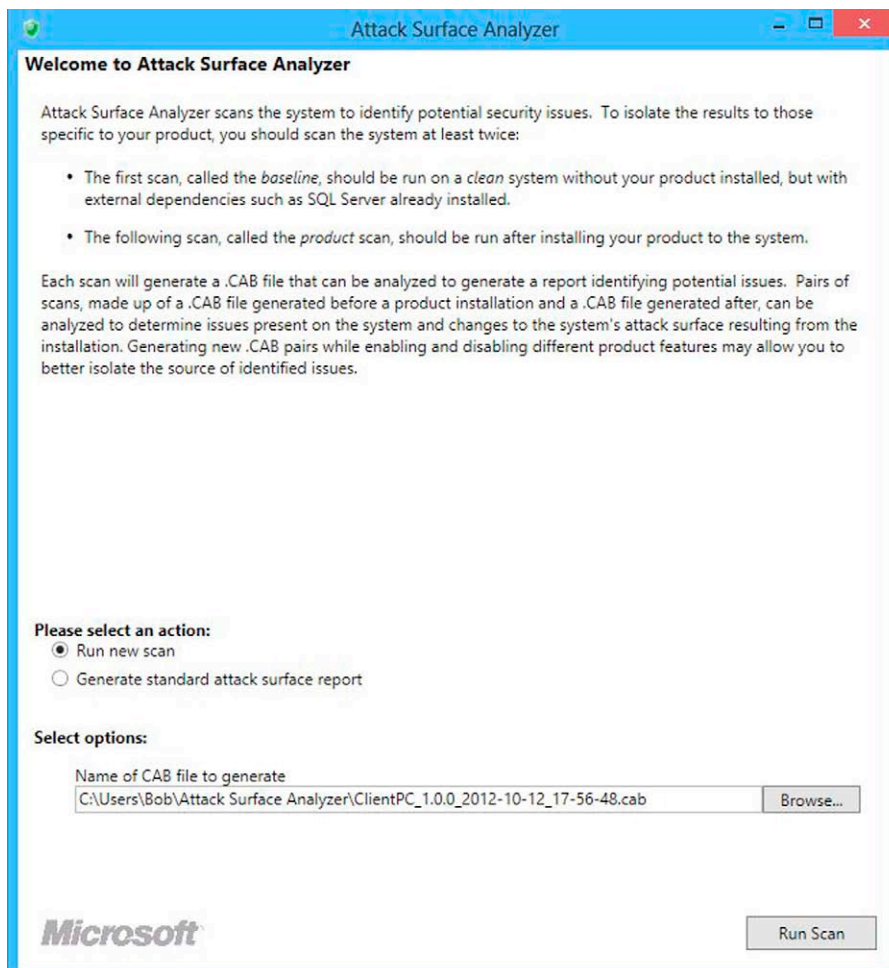 Attack Surface Analyzer
Welcome to Attack Surface Analyzer
Attack Surface Analyzer scans the system to identify potential security issues.  To isolate the results to those
specific to your product, you should scan the system at least twice:
• The first scan, called the baseline, should be run on a clean system without your product installed, but with
external dependencies such as SQL Server already installed.
• The following scan, called the product scan, should be run after installing your product to the system.
Each scan will generate a .CAB file that can be analyzed to generate a report identifying potential issues.  Pairs of
scans, made up of a .CAB file generated before a product installation and a .CAB file generated after, can be
analyzed to determine issues present on the system and changes to the system's attack surface resulting from the
installation. Generating new .CAB pairs while enabling and disabling different product features may allow you to
better isolate the source of identified issues.
Please select an action:
Run new scan
Generate standard attack surface report
Select options:
Name of CAB file to generate
C:\Users\Bob\Attack Surface Analyzer\ClientPC_1.0.0_2012-10-12_17-56-48.cab
Browse...
Microsoft
Run Scan